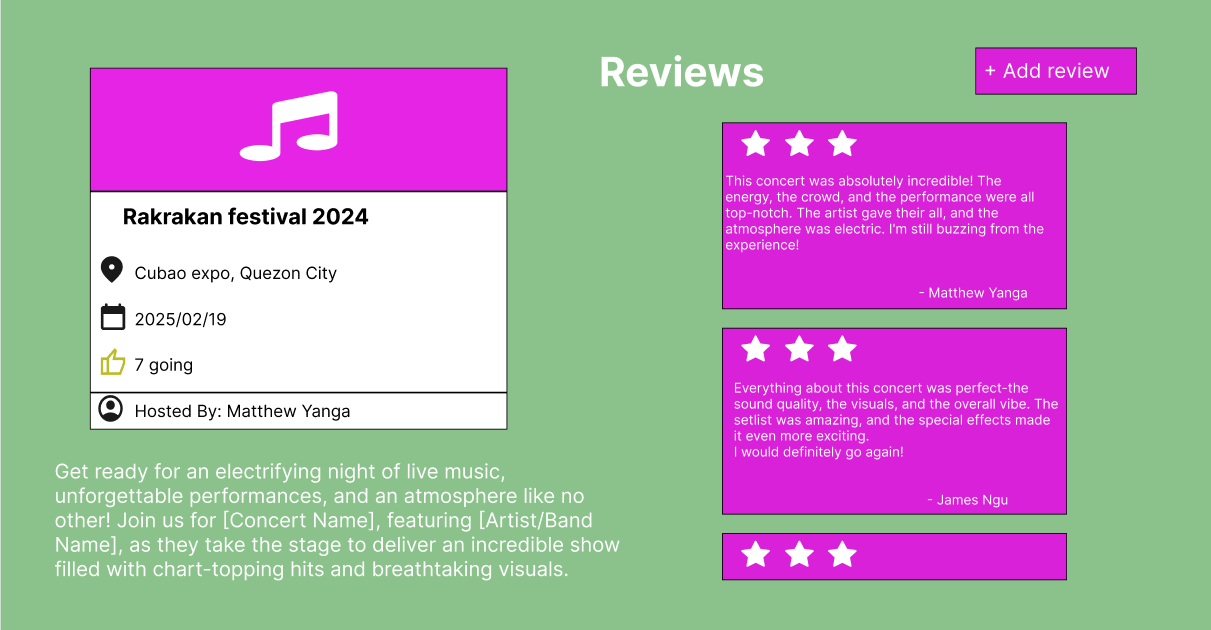 Rakrakan festival 2024
Cubao expo, Quezon City
2025/02/19
7 going
Hosted By: Matthew Yanga
Get ready for an electrifying night of live music,
unforgettable performances, and an atmosphere like no
other! Join us for [Concert Name], featuring [Artist/Band
Name], as they take the stage to deliver an incredible show
filled with chart-topping hits and breathtaking visuals.
Reviews
+ Add review
This concert was absolutely incredible! The
energy, the crowd, and the performance were all
top-notch. The artist gave their all, and the
atmosphere was electric. I'm still buzzing from the
experience!
- Matthew Yanga
Everything about this concert was perfect-the
sound quality, the visuals, and the overall vibe. The
setlist was amazing, and the special effects made
it even more exciting.
I would definitely go again!
- James Ngu